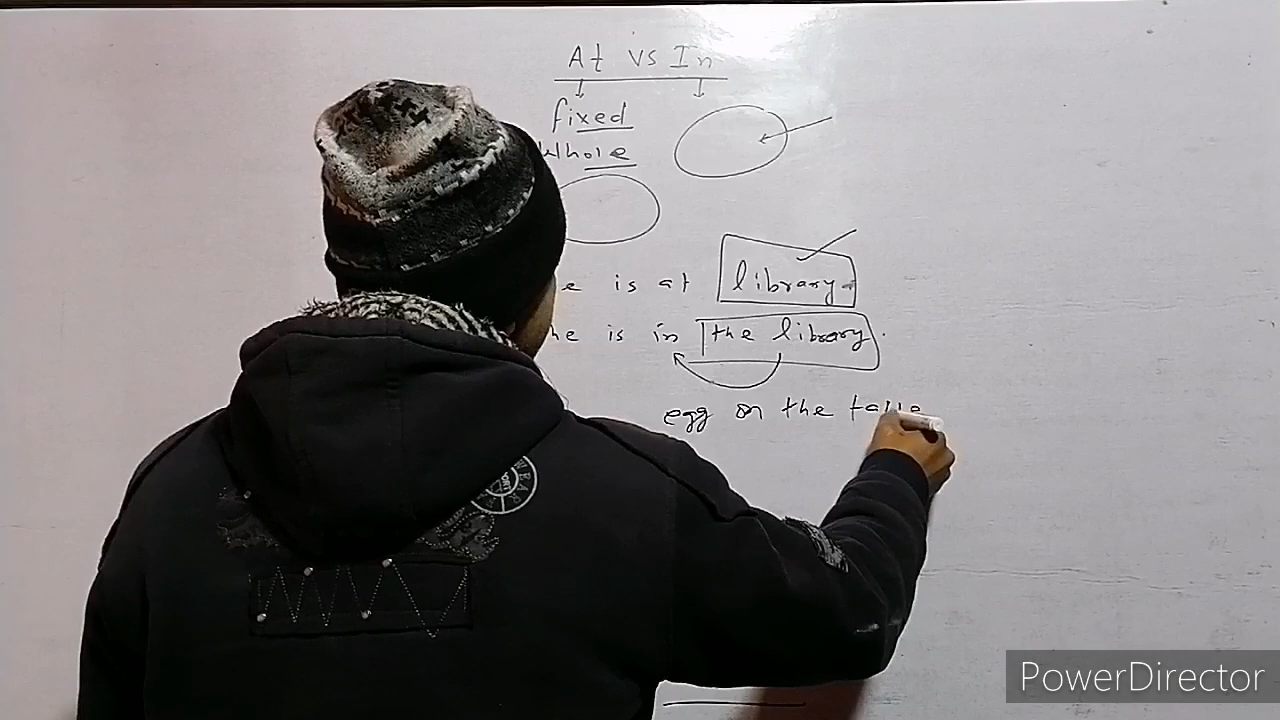 At vs In
fixed
Whole
e is at library.
he is in the library.
egg on the table
PowerDirector